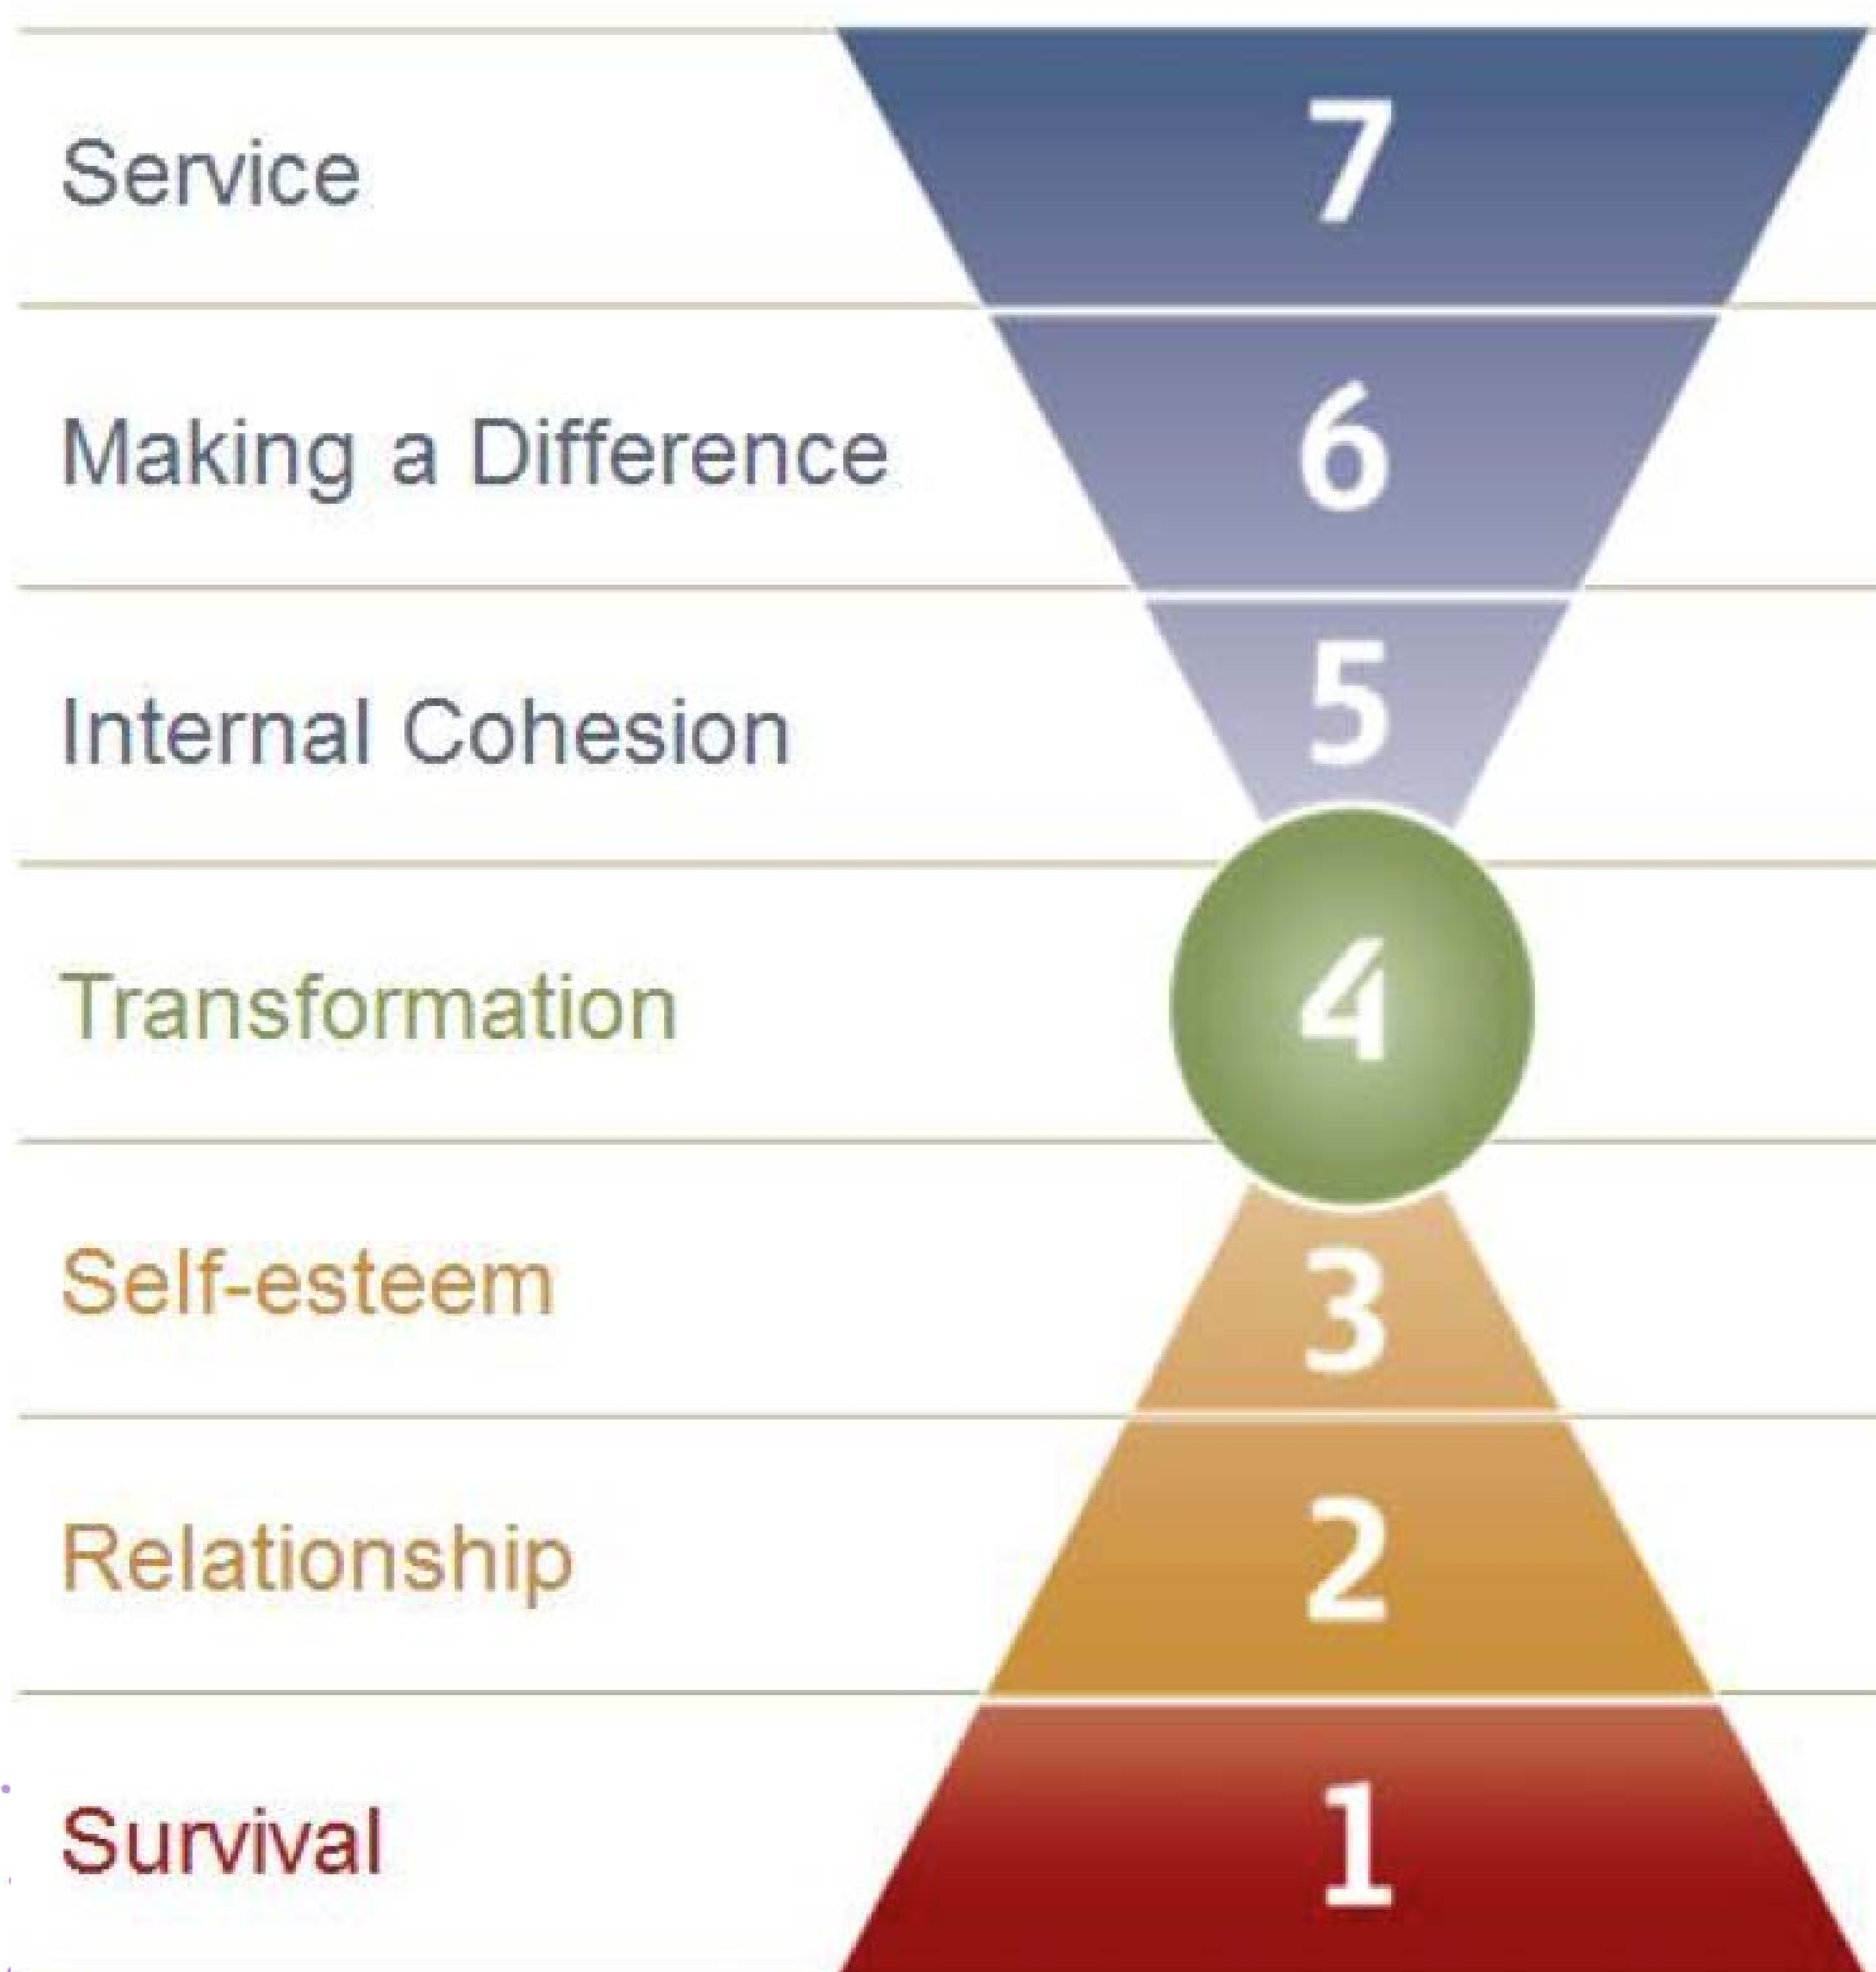 Service 7
Making a Difference 6
Internal Cohesion 5
Transformation 4
Self-esteem 3
Relationship 2
Survival 1